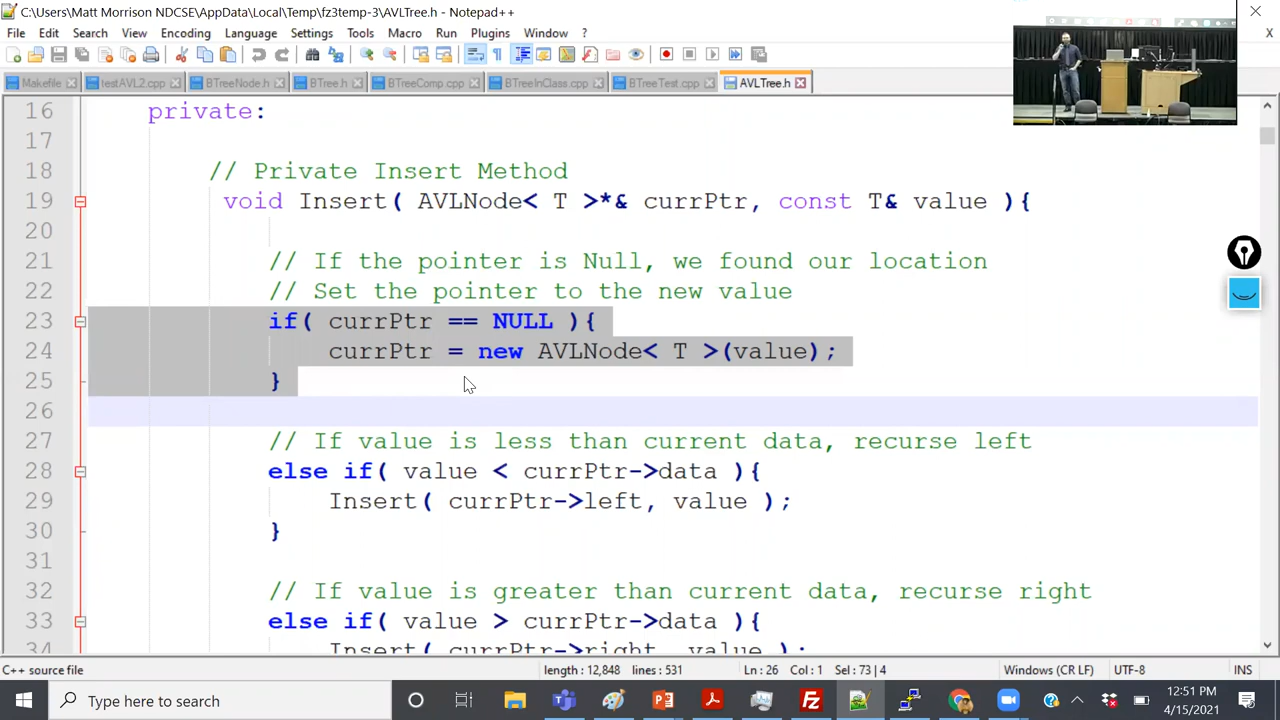 C:\Users\Matt Morrison NDCSE\AppData\Local\Temp\fz3temp-3\AVLTree.h - Notepad++
File Edit Search View Encoding Language Settings Tools Macro Run Plugins Window ? X
Makefile testAVL2.cpp BTreeNode.h BTree.h BTreeComp.cpp BTreeInClass.cpp BTreeTest.cpp AVLTree.h
16 private:
17
18 // Private Insert Method
19 void Insert( AVLNode< T >*& currPtr, const T& value ){
20
21 // If the pointer is Null, we found our location
22 // Set the pointer to the new value
23 if( currPtr == NULL ){
24 currPtr = new AVLNode< T >(value);
25 }
26
27 // If value is less than current data, recurse left
28 else if( value < currPtr->data ){
29 Insert( currPtr->left, value );
30 }
31
32 // If value is greater than current data, recurse right
33 else if( value > currPtr->data ){
34 Insert( currPtr->right, value );
C++ source file length : 12,848 lines : 531 Ln : 26 Col : 1 Sel : 73 | 4 Windows (CR LF) UTF-8 INS
Type here to search
12:51 PM
4/15/2021